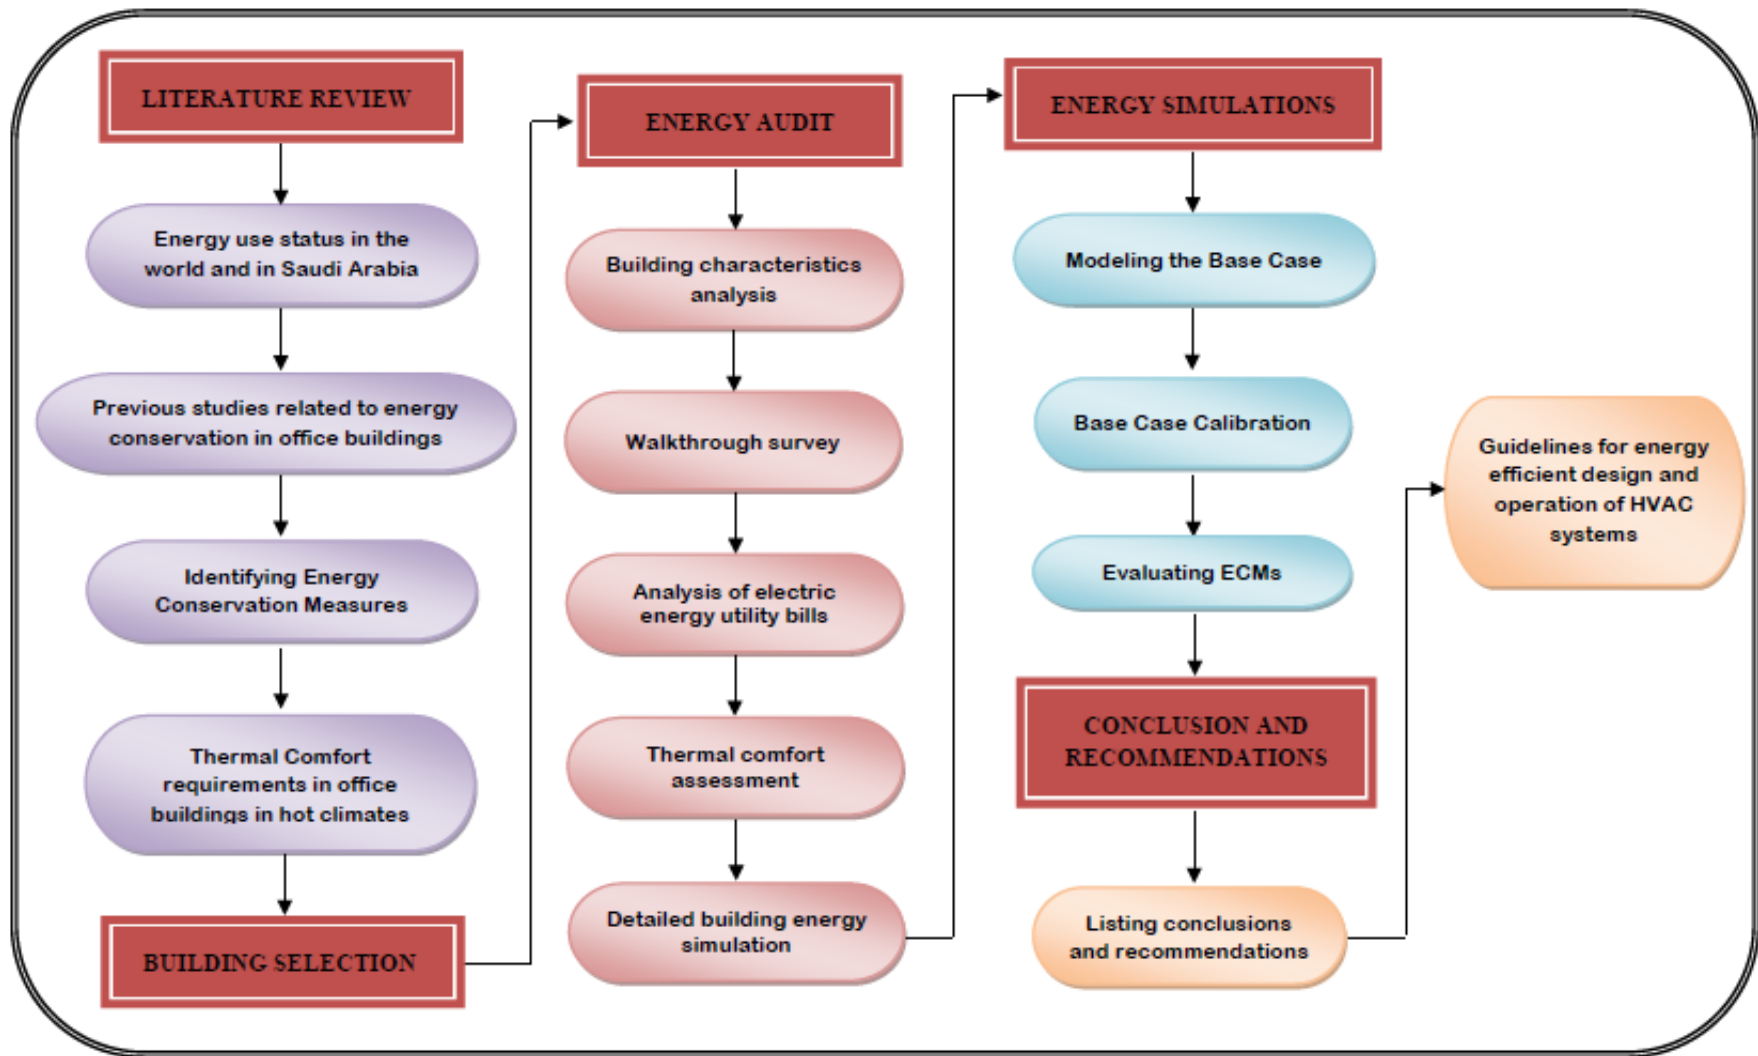 LITERATURE REVIEW
Energy use status in the
world and in Saudi Arabia
Previous studies related to energy
conservation in office buildings
Identifying Energy
Conservation Measures
Thermal Comfort
requirements in office
buildings in hot climates
BUILDING SELECTION
ENERGY AUDIT
Building characteristics
analysis
Walkthrough survey
Analysis of electric
energy utility bills
Thermal comfort
assessment
Detailed building energy
simulation
ENERGY SIMULATIONS
Modeling the Base Case
Base Case Calibration
Evaluating ECMs
CONCLUSION AND
RECOMMENDATIONS
Listing conclusions
and recommendations
Guidelines for energy
efficient design and
operation of HVAC
systems